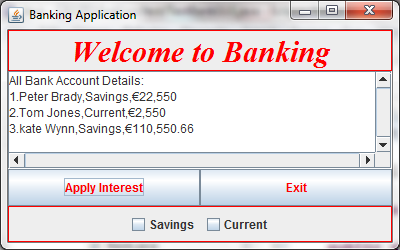 Banking Application
Welcome to Banking
All Bank Account Details:
1.Peter Brady,Savings,€22,550
2.Tom Jones,Current,€2,550
3.kate Wynn,Savings,€110,550.66
Apply Interest
Exit
Savings
Current